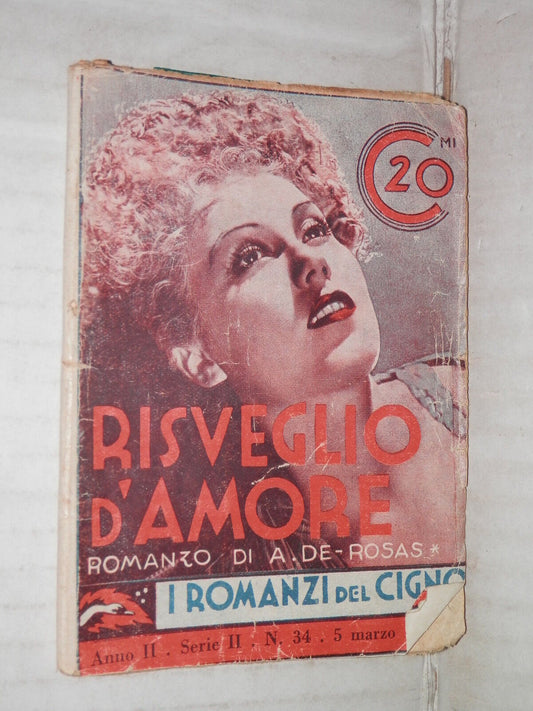 C MI 20
RISVEGLIO
D'AMORE
ROMANZO DI A. DE-ROSAS *
I ROMANZI DEL CIGNO
Anno II . Serie II . N. 34 . 5 marzo